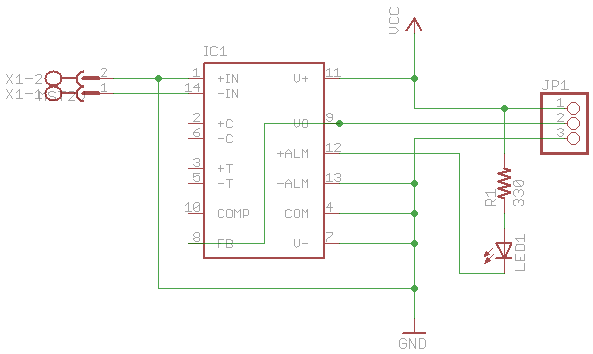 VCC
IC1
X1-2
2
1
+IN
V+
11
JP1
X1-1
1
14
-IN
1
2
+C
VO
9
2
6
-C
+ALM
12
3
3
+T
5
-T
-ALM
13
R1
330
10
COMP
COM
4
8
FB
V-
7
LED1
GND